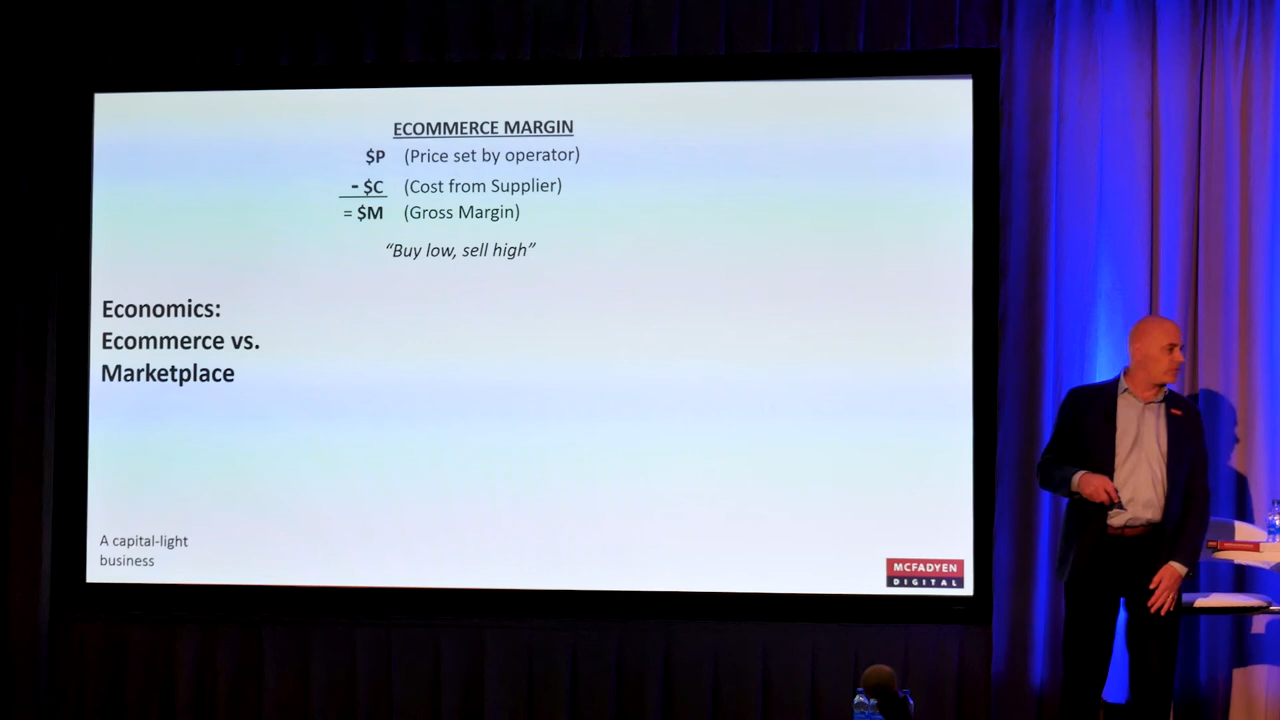 ECOMMERCE MARGIN
$P (Price set by operator)
- $C (Cost from Supplier)
= $M (Gross Margin)
“Buy low, sell high”
Economics:
Ecommerce vs.
Marketplace
A capital-light
business
MCFADYEN
DIGITAL